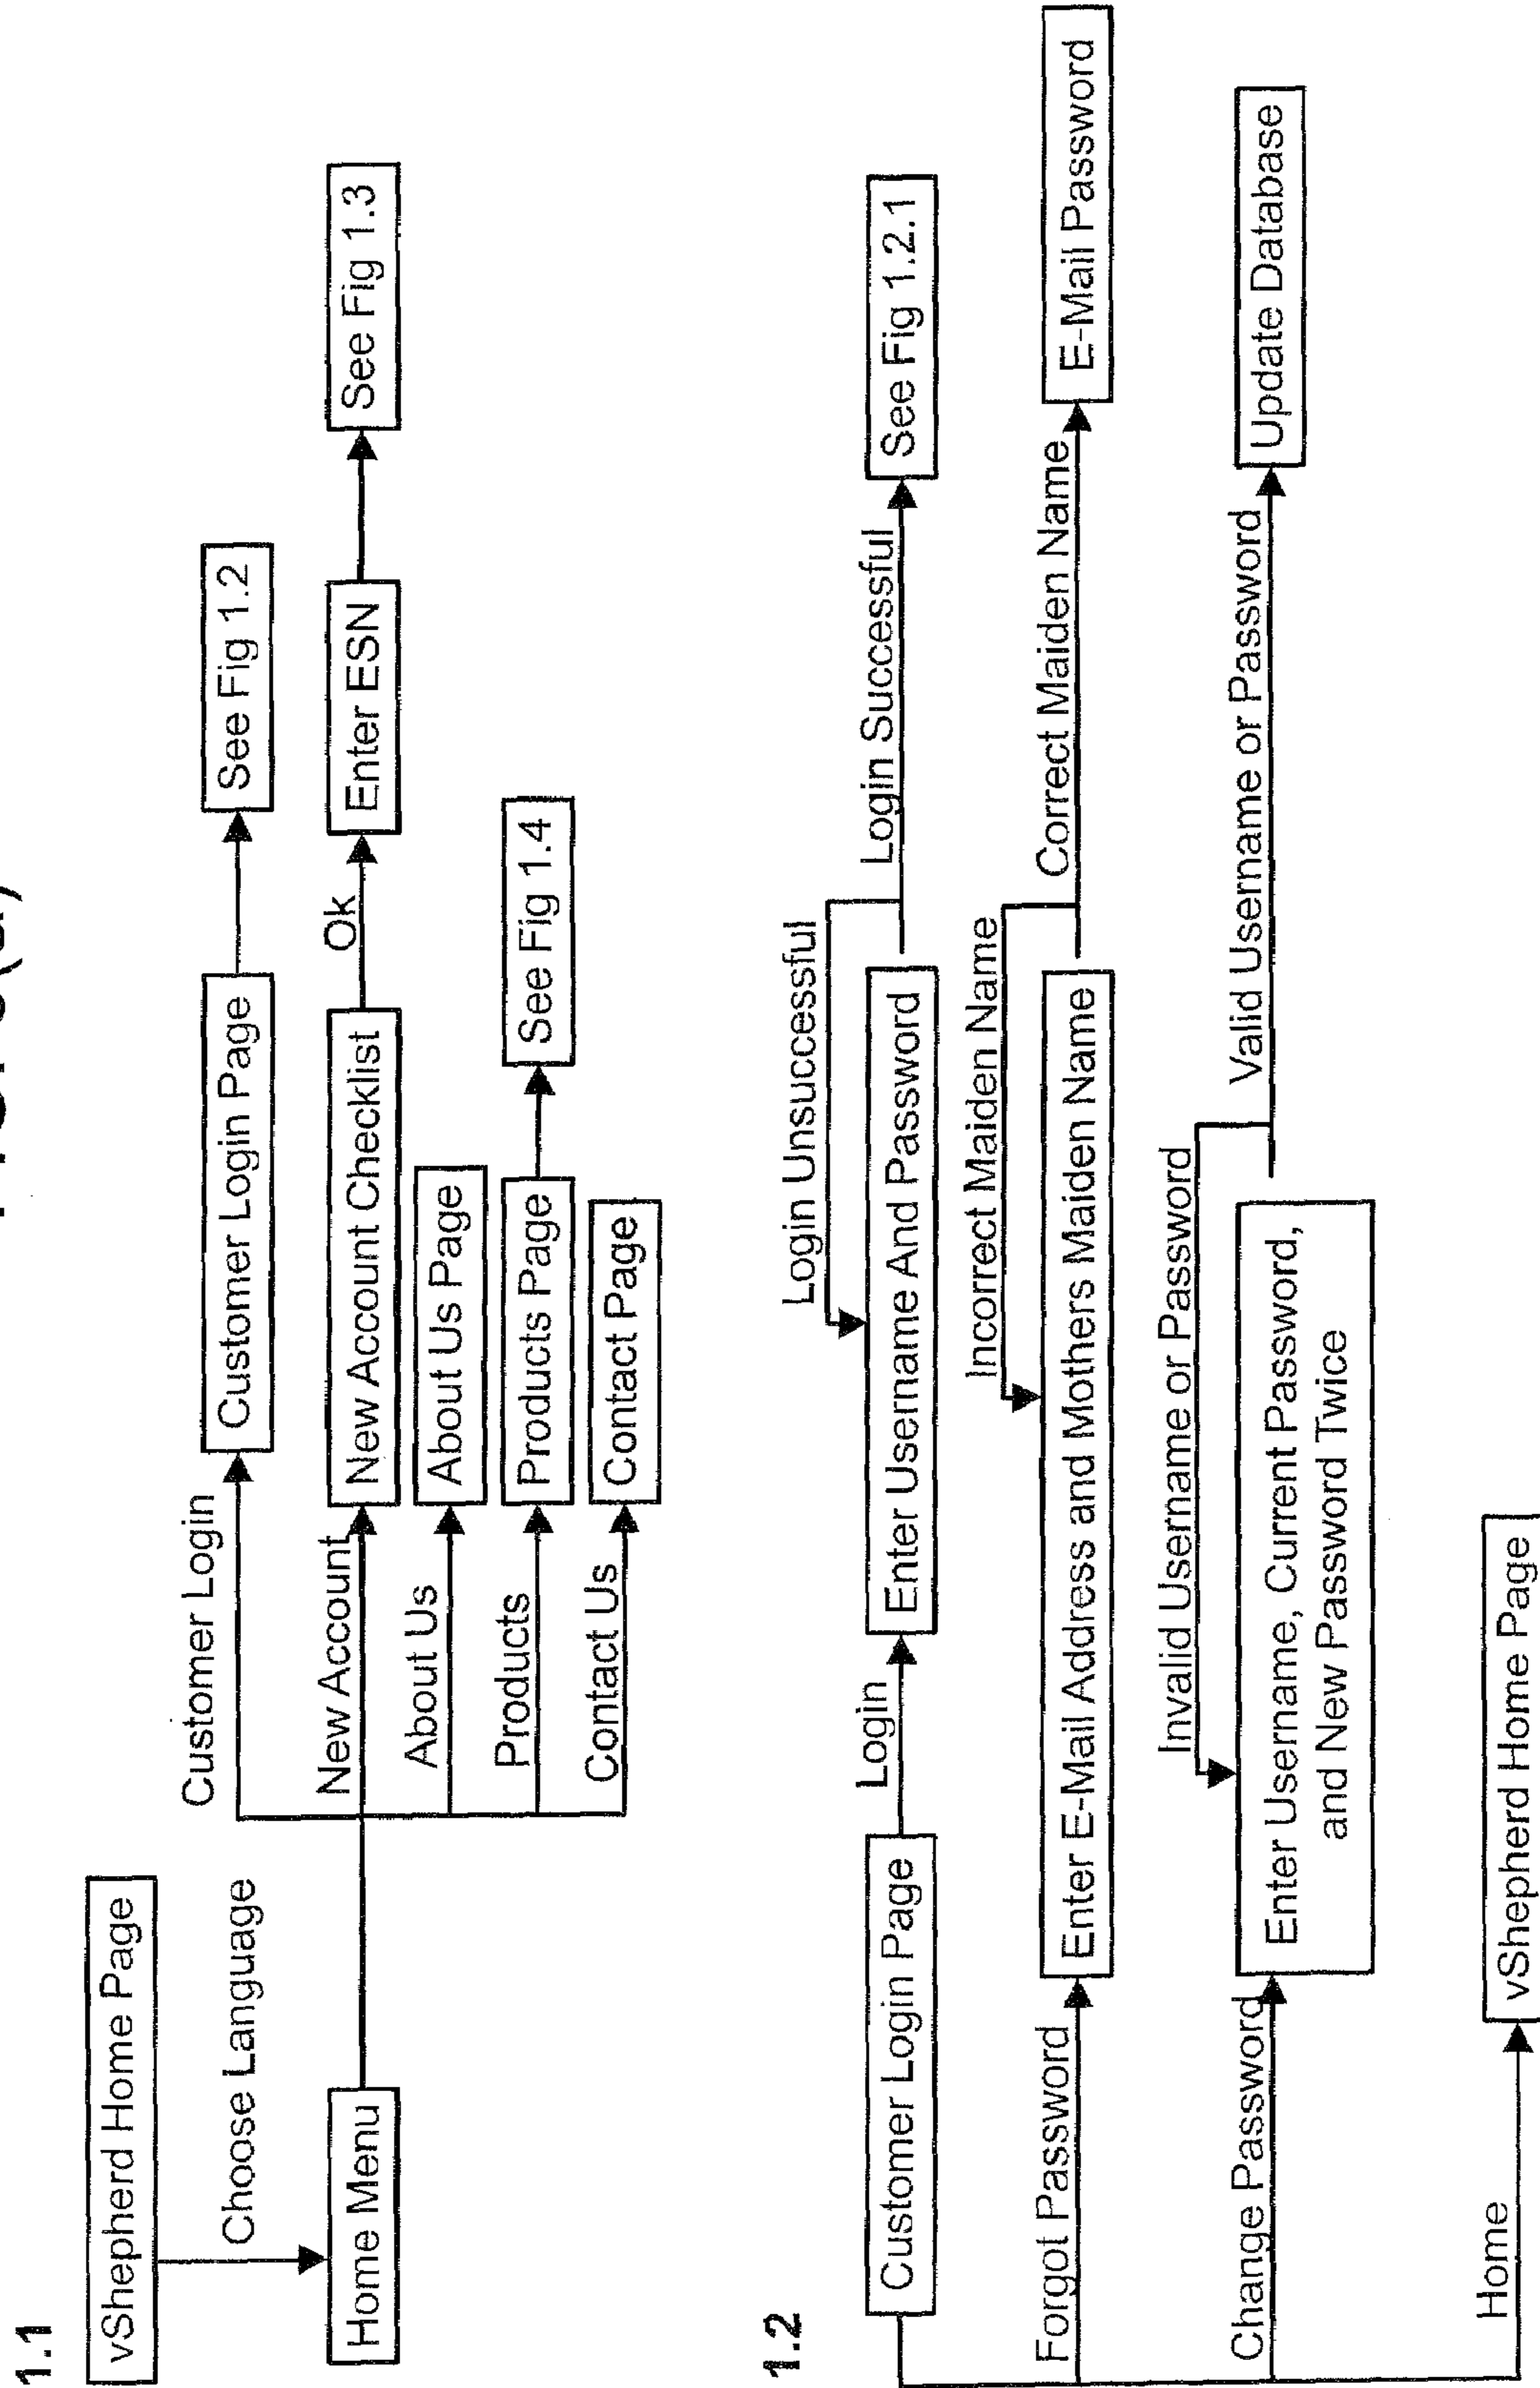 1.1
vShepherd Home Page
Choose Language
Home Menu
Customer Login
Customer Login Page
See Fig 1.2
New Account
New Account Checklist
Ok
Enter ESN
See Fig 1.3
About Us
About Us Page
Products
Products Page
See Fig 1.4
Contact Us
Contact Page
1.2
Customer Login Page
Login
Login Unsuccessful
Enter Username And Password
Login Successful
See Fig 1.2.1
Forgot Password
Incorrect Maiden Name
Enter E-Mail Address and Mothers Maiden Name
Correct Maiden Name
E-Mail Password
Change Password
Invalid Username or Password
Enter Username, Current Password,
and New Password Twice
Valid Username or Password
Update Database
Home
vShepherd Home Page